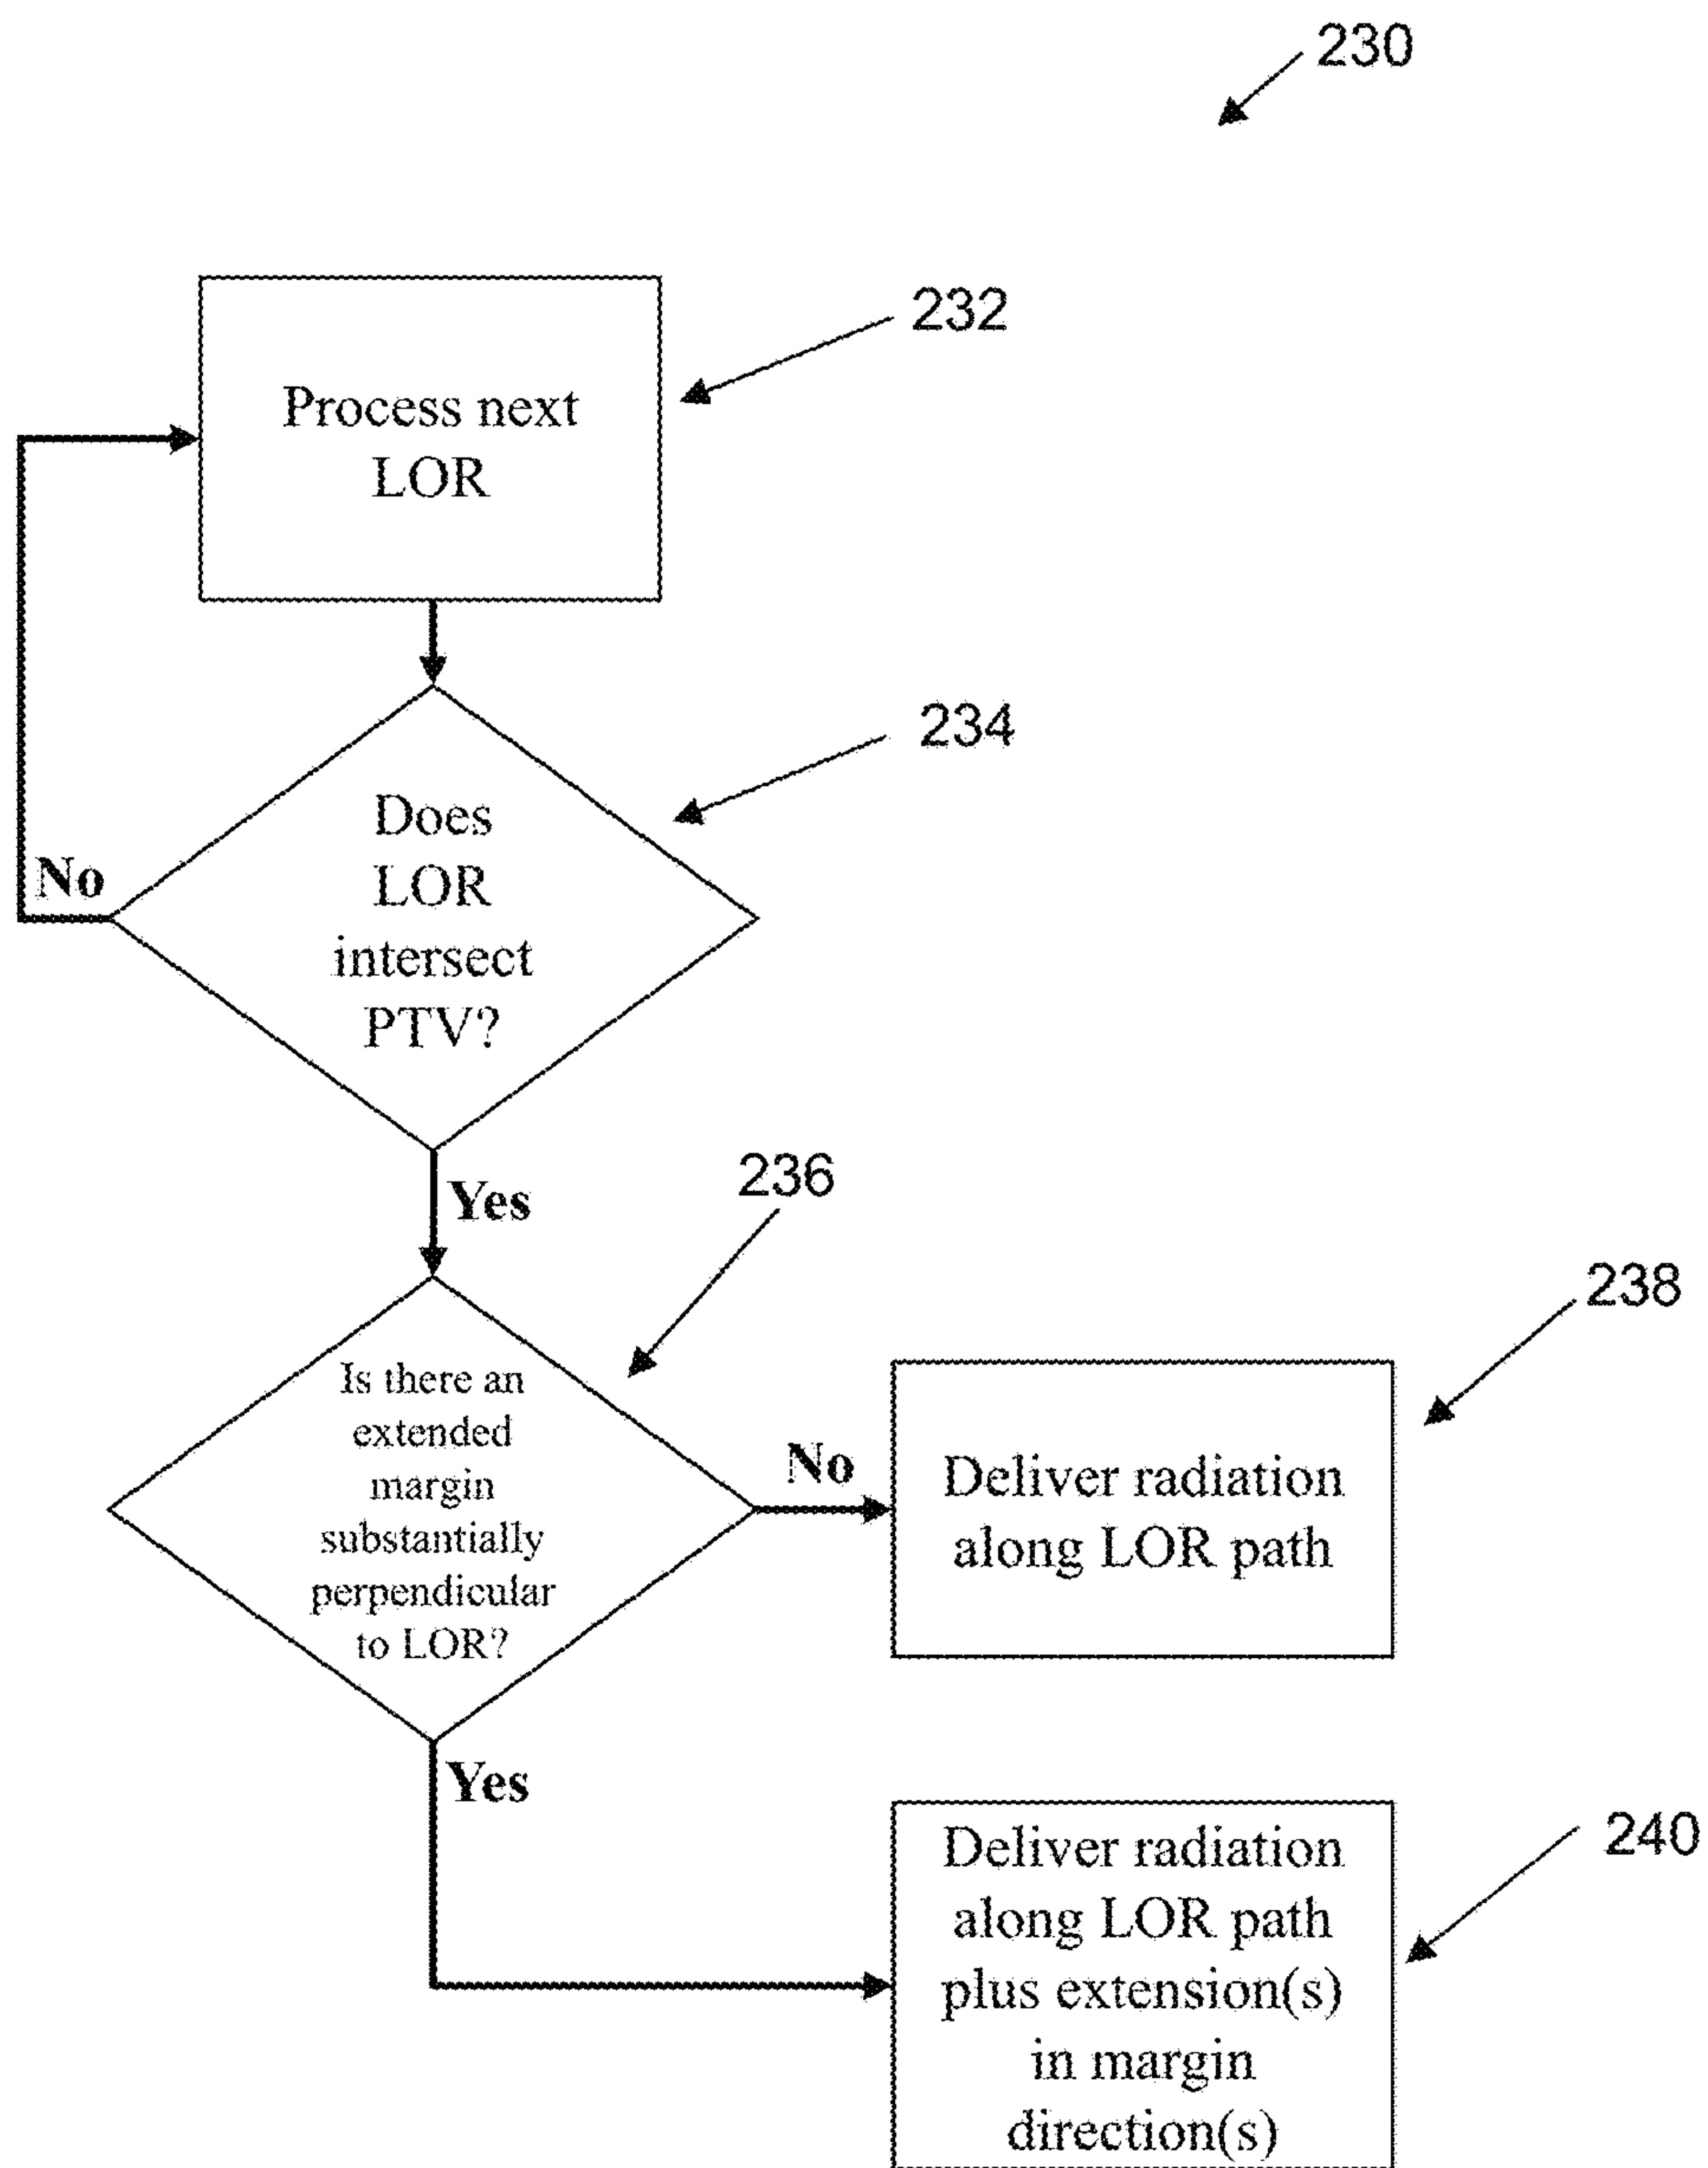 230
232
Process next
LOR
234
Does
LOR
intersect
PTV?
No
Yes
236
Is there an
extended
margin
substantially
perpendicular
to LOR?
No
238
Deliver radiation
along LOR path
Yes
240
Deliver radiation
along LOR path
plus extension(s)
in margin
direction(s)